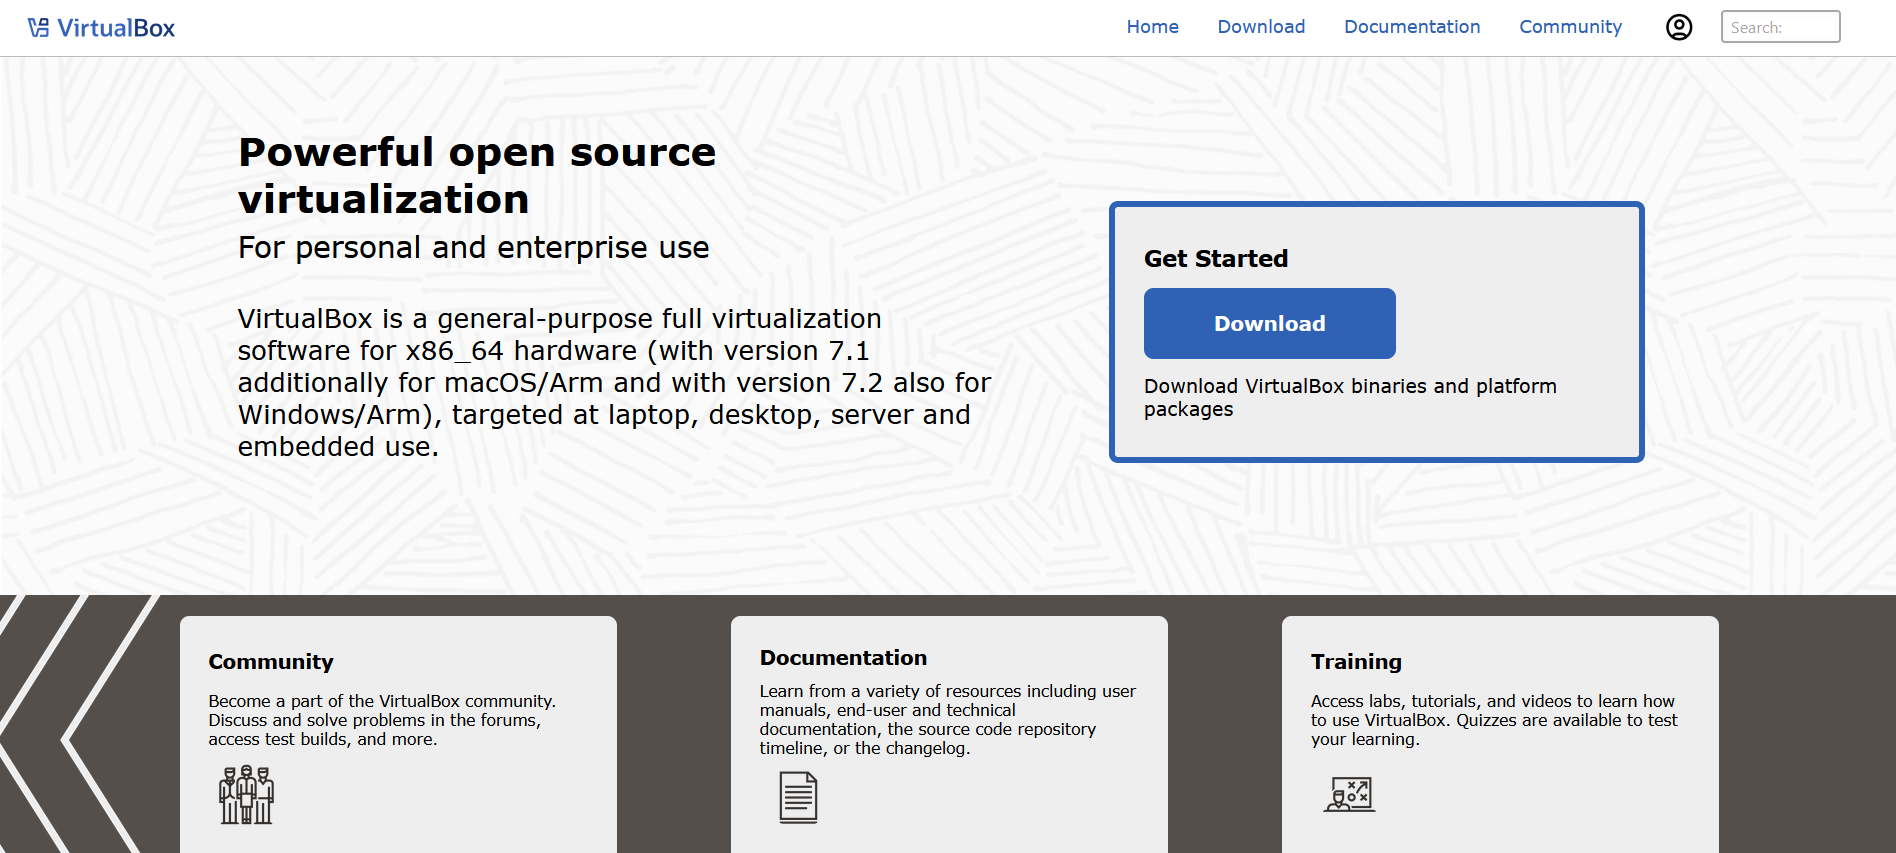 VirtualBox
Home
Download
Documentation
Community
Search:
Powerful open source
virtualization
For personal and enterprise use
VirtualBox is a general-purpose full virtualization
software for x86_64 hardware (with version 7.1
additionally for macOS/Arm and with version 7.2 also for
Windows/Arm), targeted at laptop, desktop, server and
embedded use.
Get Started
Download
Download VirtualBox binaries and platform
packages
Community
Become a part of the VirtualBox community.
Discuss and solve problems in the forums,
access test builds, and more.
Documentation
Learn from a variety of resources including user
manuals, end-user and technical
documentation, the source code repository
timeline, or the changelog.
Training
Access labs, tutorials, and videos to learn how
to use VirtualBox. Quizzes are available to test
your learning.